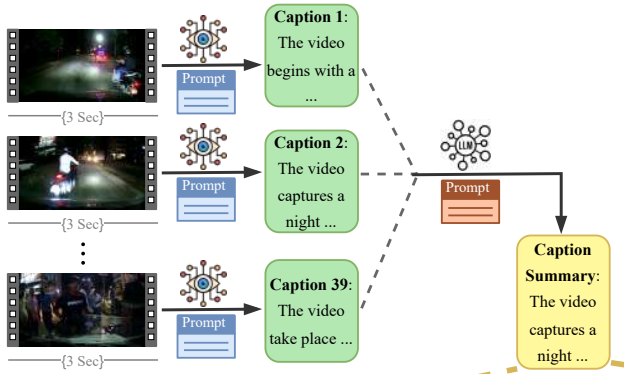 Caption 1:
The video
begins with a
...
Prompt
{3 Sec}
Caption 2:
The video
captures a
night ...
Prompt
{3 Sec}
LLM
Prompt
Caption 39:
The video
take place ...
Prompt
{3 Sec}
Caption
Summary:
The video
captures a
night ...